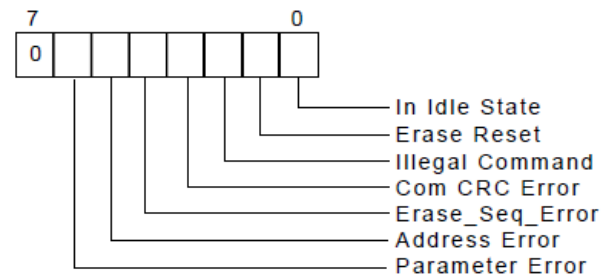 7 0
0
In Idle State
Erase Reset
Illegal Command
Com CRC Error
Erase_Seq_Error
Address Error
Parameter Error